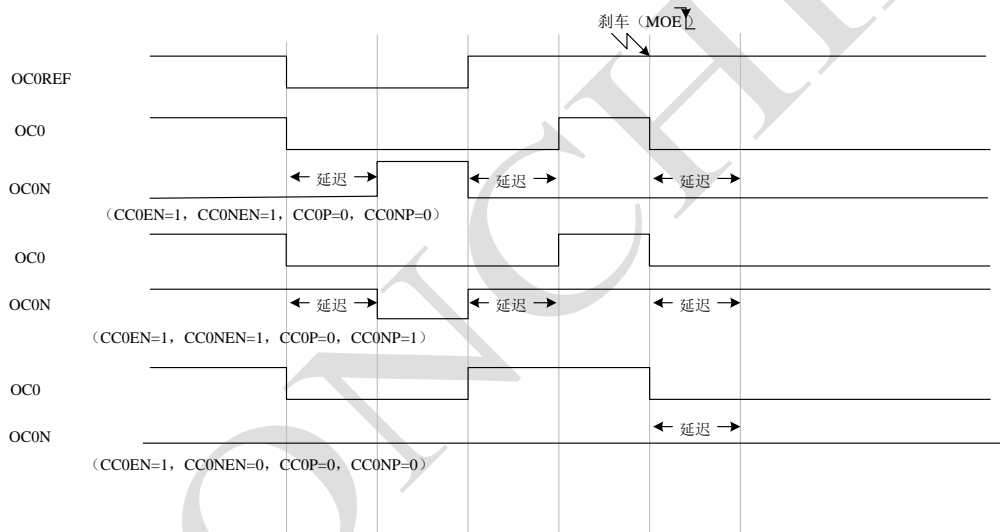 刹车（MOE）
OC0REF
OC0
OC0N
延迟
延迟
延迟
（CC0EN=1，CC0NEN=1，CC0P=0，CC0NP=0）
OC0
OC0N
延迟
延迟
延迟
（CC0EN=1，CC0NEN=1，CC0P=0，CC0NP=1）
OC0
OC0N
延迟
（CC0EN=1，CC0NEN=0，CC0P=0，CC0NP=0）
ONCHI